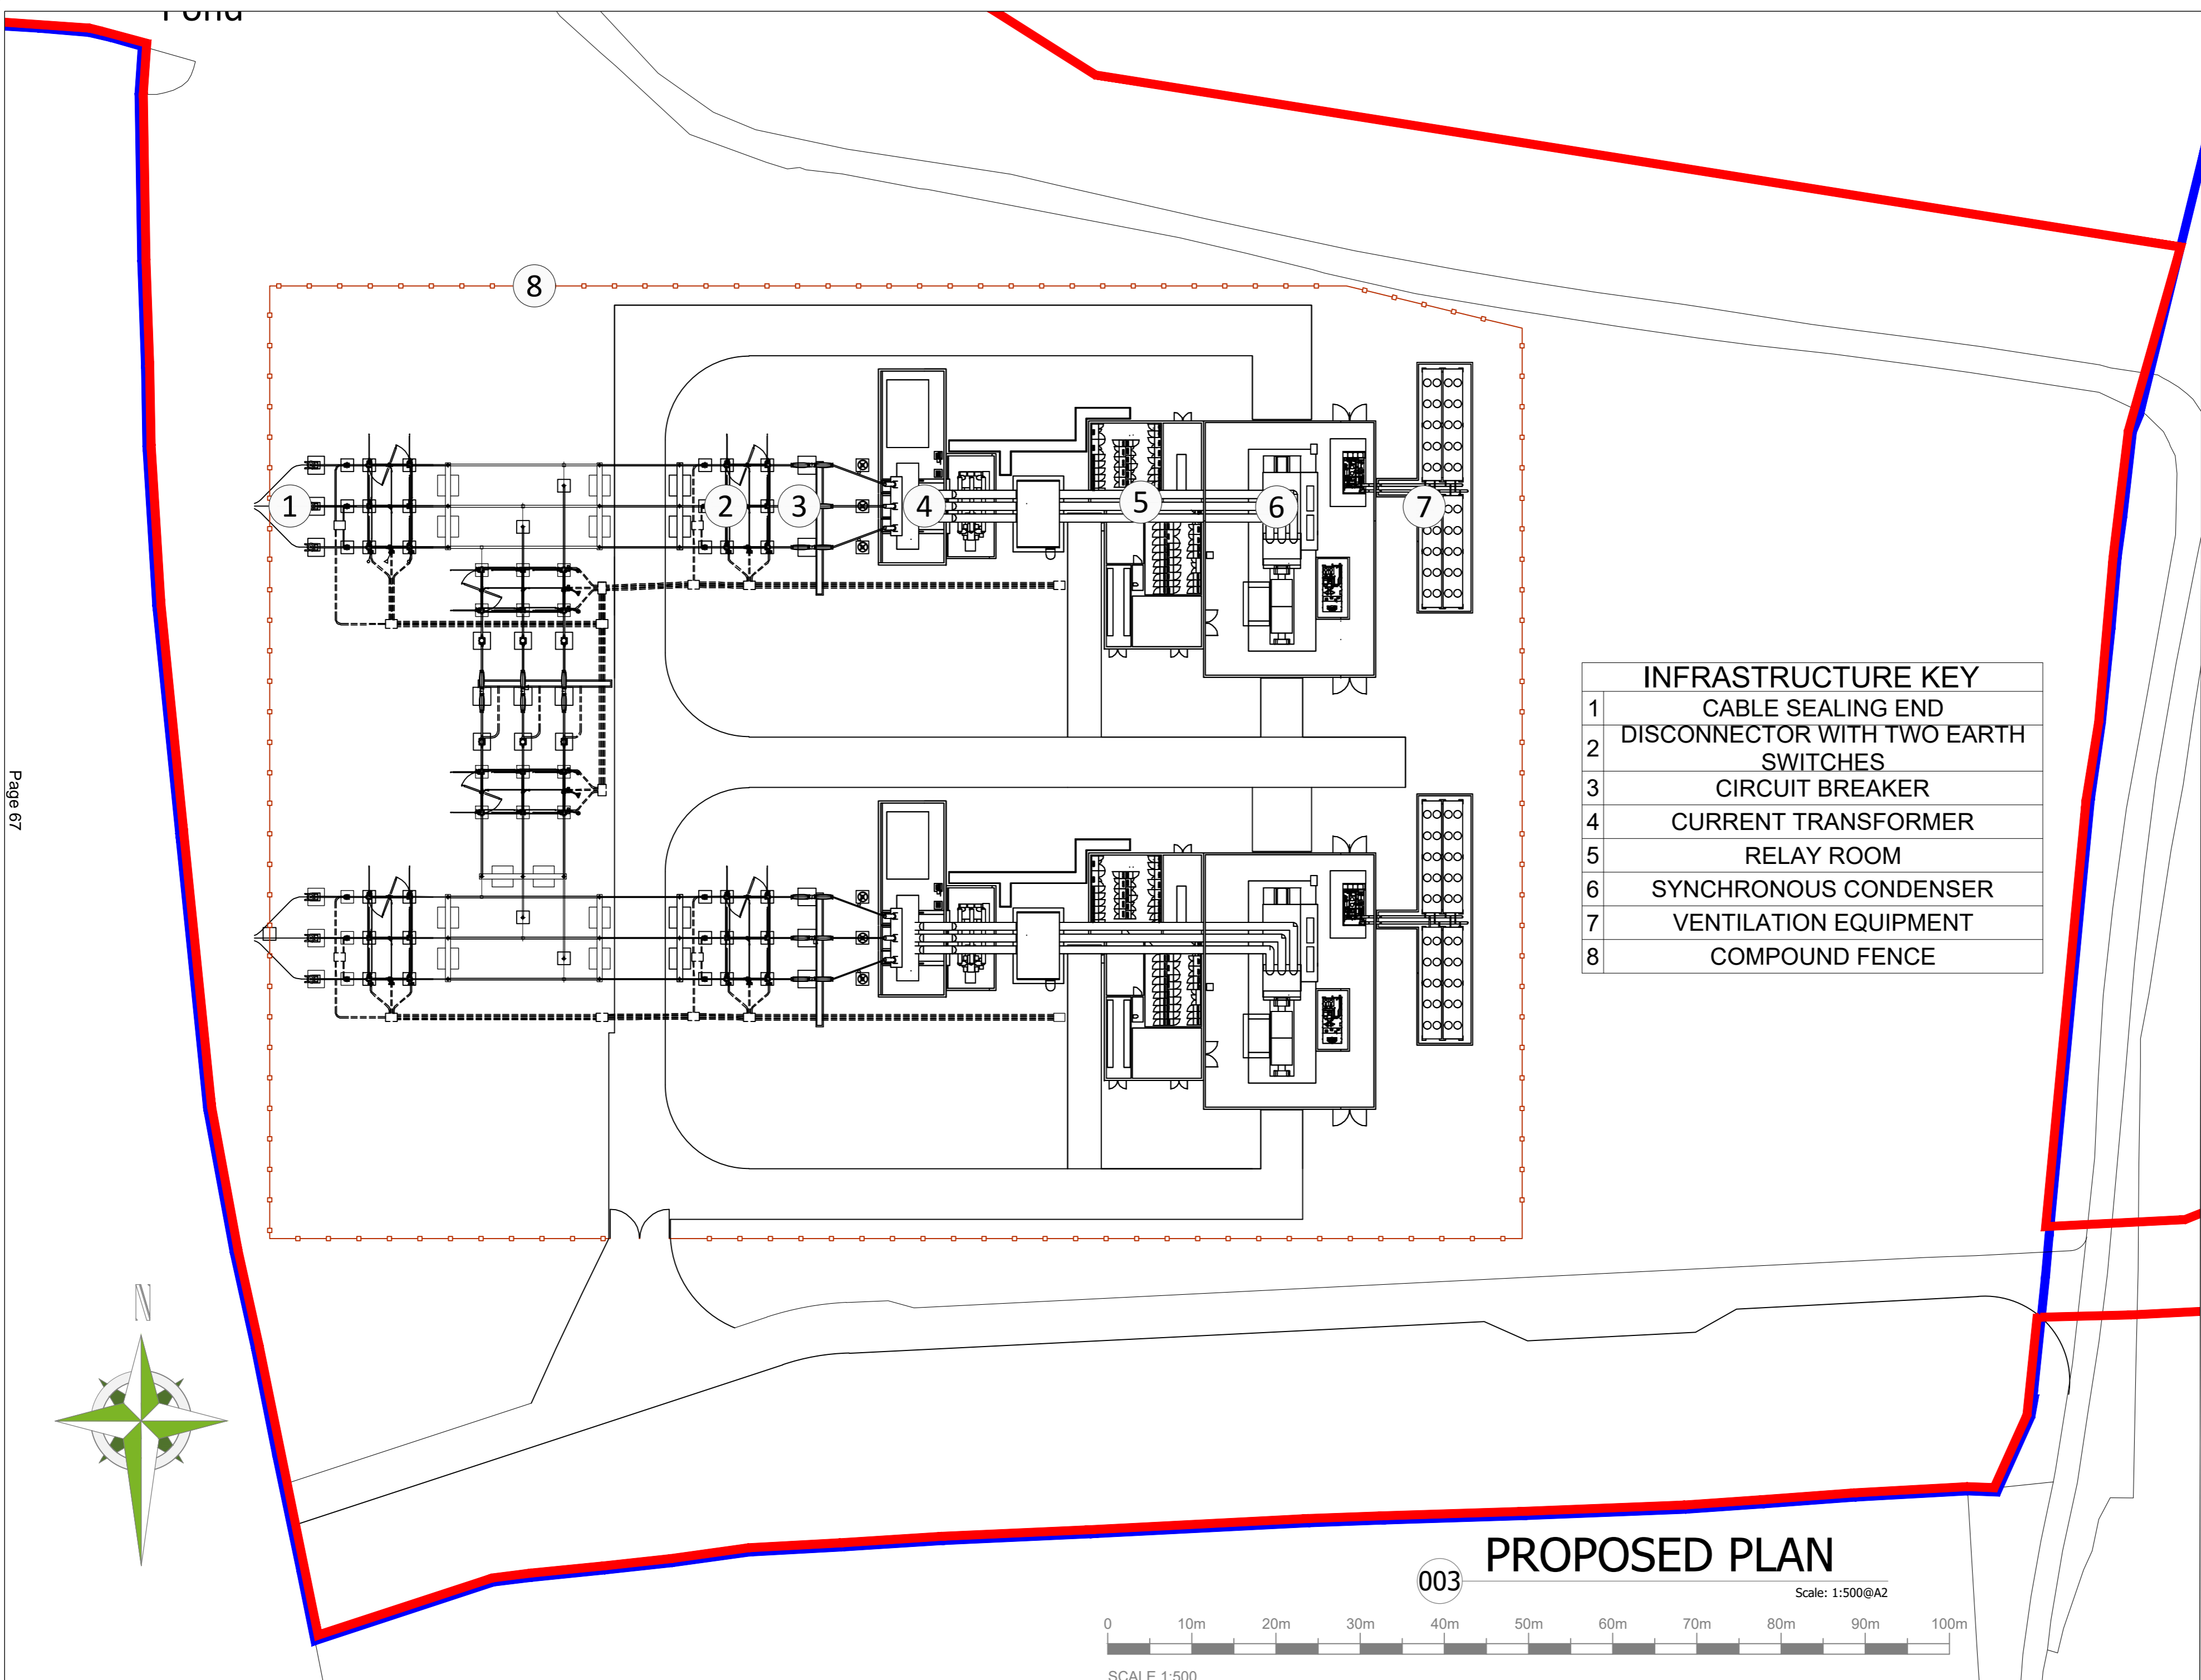 8
1
2
3
4
5
6
7
INFRASTRUCTURE KEY
1 CABLE SEALING END
2 DISCONNECTOR WITH TWO EARTH
SWITCHES
3 CIRCUIT BREAKER
4 CURRENT TRANSFORMER
5 RELAY ROOM
6 SYNCHRONOUS CONDENSER
7 VENTILATION EQUIPMENT
8 COMPOUND FENCE
Page 67
N
003 PROPOSED PLAN
Scale: 1:500@A2
0 10m 20m 30m 40m 50m 60m 70m 80m 90m 100m
SCALE 1:500